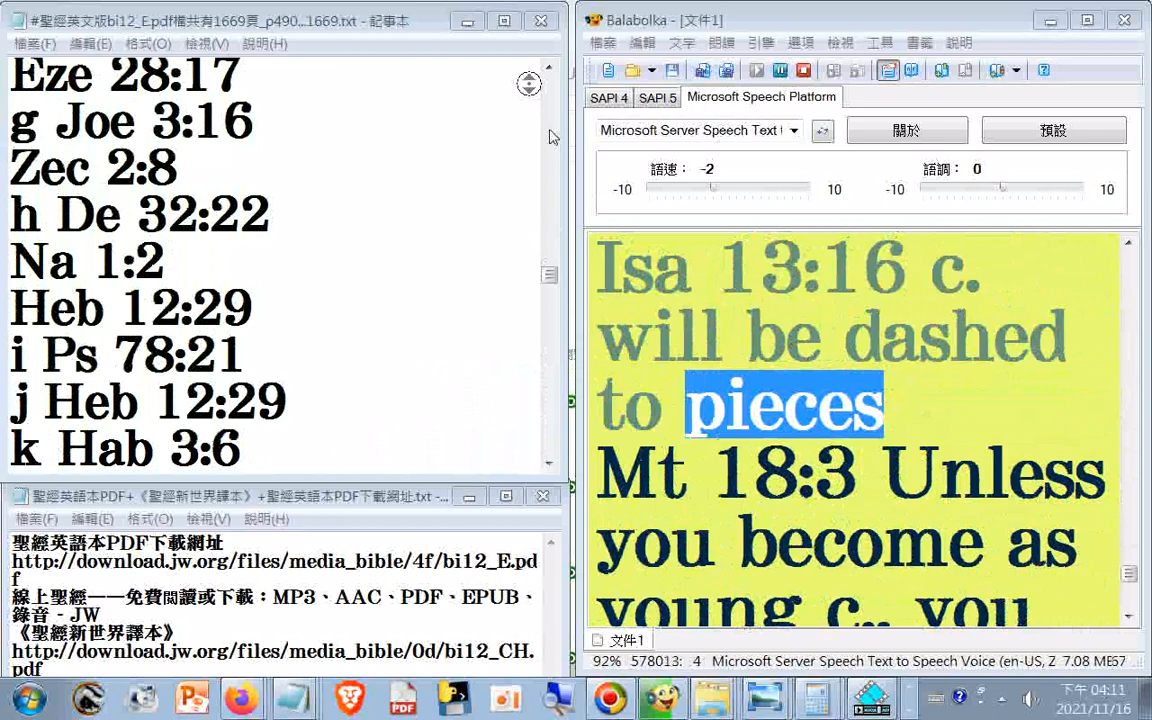 #聖經英文版bi12_E.pdf檔共有1669頁_p490...1669.txt - 記事本
檔案(F) 編輯(E) 格式(O) 檢視(V) 說明(H)
Eze 28:17
g Joe 3:16
Zec 2:8
h De 32:22
Na 1:2
Heb 12:29
i Ps 78:21
j Heb 12:29
k Hab 3:6
聖經英語本PDF+《聖經新世界譯本》+聖經英語本PDF下載網址.txt -...
檔案(F) 編輯(E) 格式(O) 檢視(V) 說明(H)
聖經英語本PDF下載網址
http://download.jw.org/files/media_bible/4f/bi12_E.pd
f
線上聖經——免費閱讀或下載：MP3、AAC、PDF、EPUB、
錄音 - JW
《聖經新世界譯本》
http://download.jw.org/files/media_bible/0d/bi12_CH.
pdf
Balabolka - [文件1]
檔案 編輯 文字 朗讀 引擎 選項 檢視 工具 書籤 說明
SAPI 4 SAPI 5 Microsoft Speech Platform
Microsoft Server Speech Text 關於 預設
語速： -2 語調： 0
-10 10 -10 10
Isa 13:16 c.
will be dashed
to pieces
Mt 18:3 Unless
you become as
young c., you
文件1
92% 578013: 4 Microsoft Server Speech Text to Speech Voice (en-US, Z 7.08 ME
下午 04:11
2021/11/16